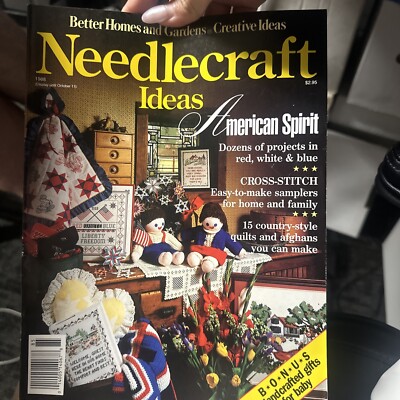 Better Homes and Gardens® Creative Ideas
Needlecraft
Ideas
$2.95
American Spirit
Dozens of projects in
red, white & blue
★ ★ ★
CROSS-STITCH
Easy-to-make samplers
for home and family
★ ★ ★
15 country-style
quilts and afghans
you can make
LIBERTY
FREEDOM
B•O•N•U•S
Handcrafted gifts
for baby